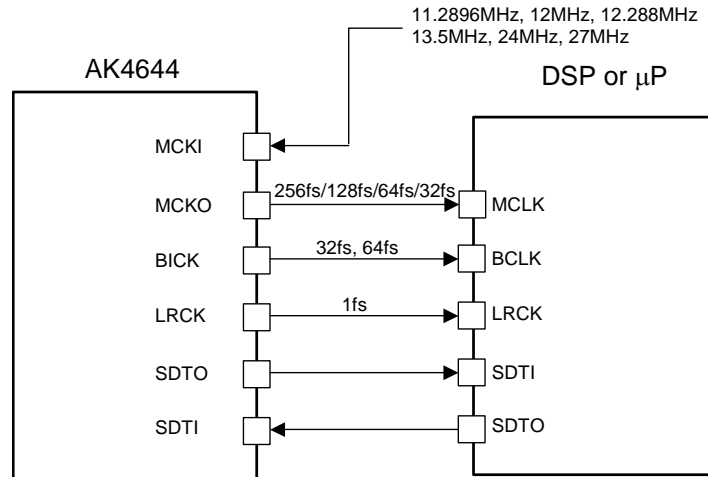 11.2896MHz, 12MHz, 12.288MHz
13.5MHz, 24MHz, 27MHz
AK4644
DSP or μP
MCKI
MCKO
256fs/128fs/64fs/32fs
MCLK
BICK
32fs, 64fs
BCLK
LRCK
1fs
LRCK
SDTO
SDTI
SDTI
SDTO